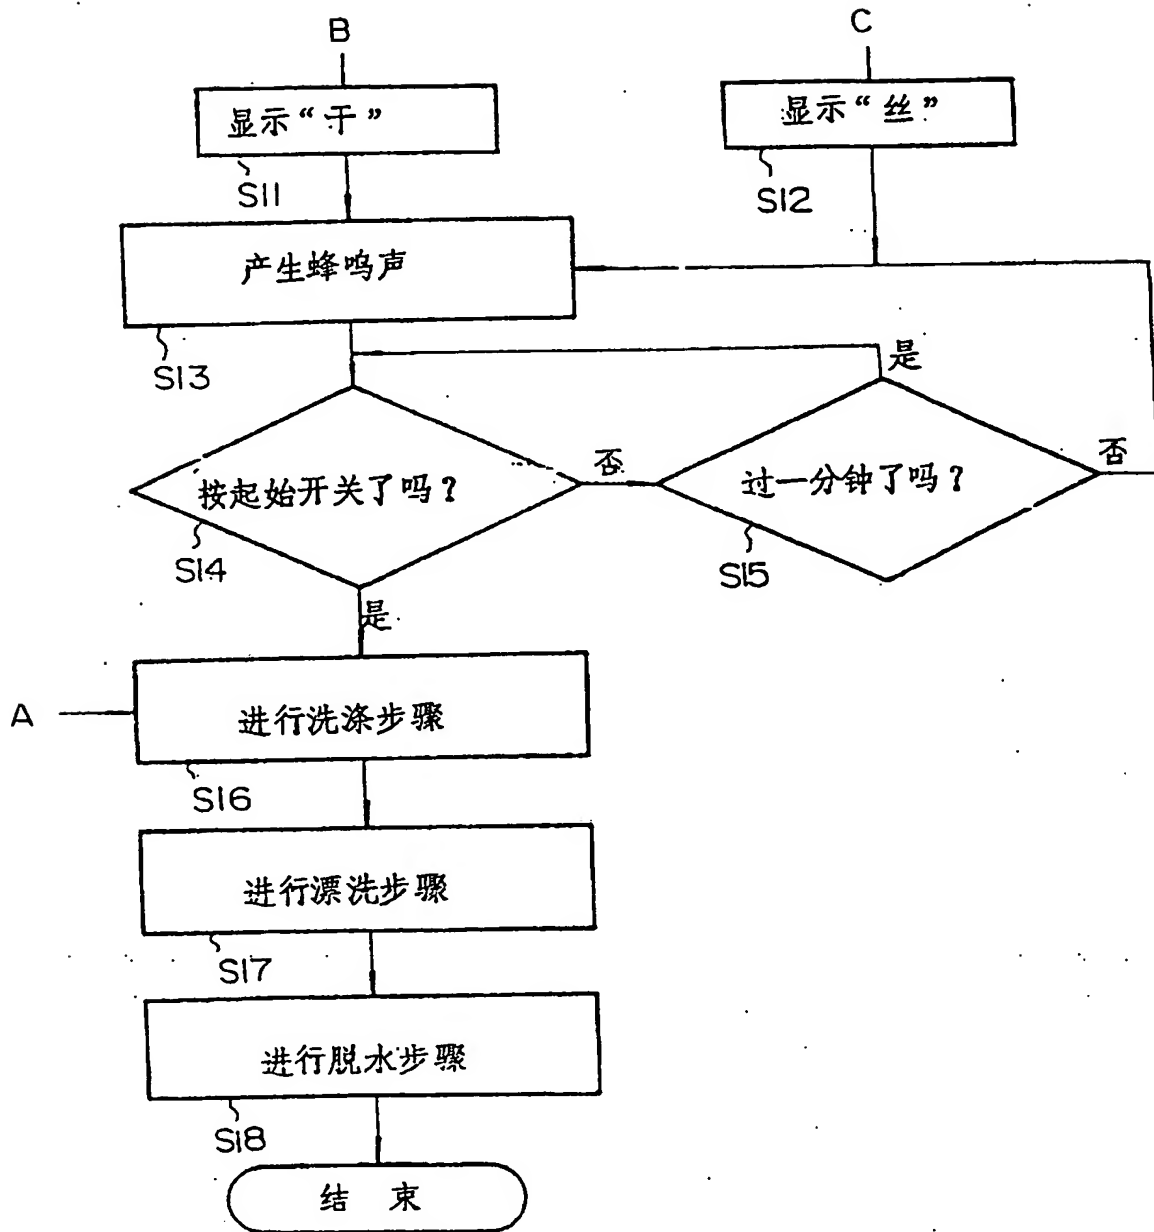 B
C
显示“干”
显示“丝”
S11
S12
产生蜂鸣声
S13
是
按起始开关了吗？
否
过一分钟了吗？
否
S14
S15
是
A
进行洗涤步骤
S16
进行漂洗步骤
S17
进行脱水步骤
S18
结 束